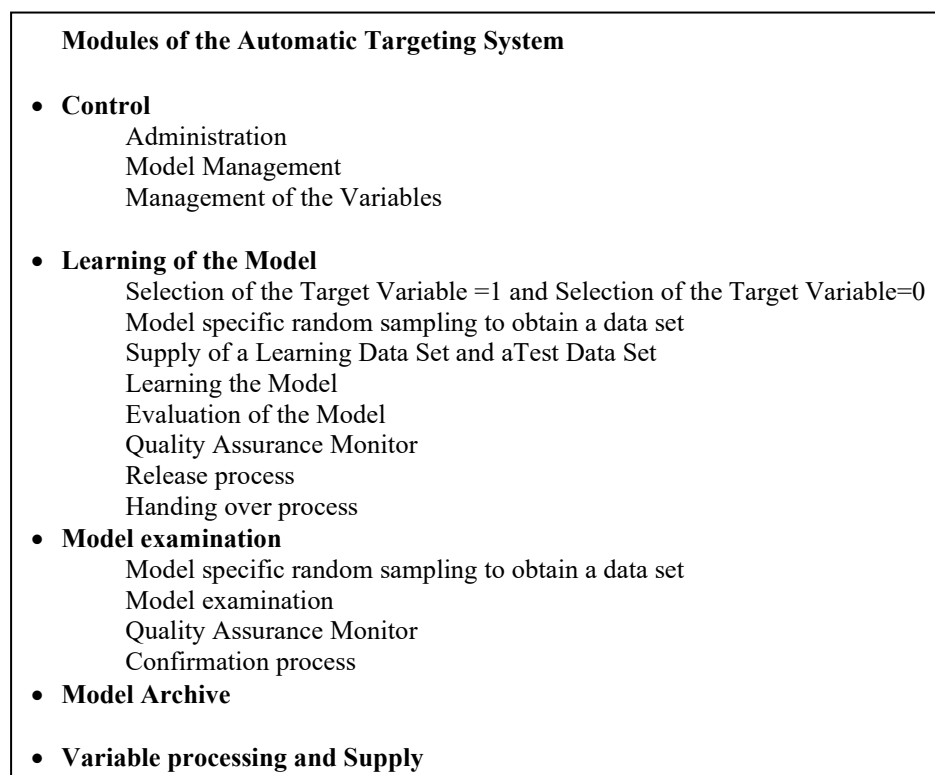 Modules of the Automatic Targeting System
• Control
Administration
Model Management
Management of the Variables
• Learning of the Model
Selection of the Target Variable =1 and Selection of the Target Variable=0
Model specific random sampling to obtain a data set
Supply of a Learning Data Set and aTest Data Set
Learning the Model
Evaluation of the Model
Quality Assurance Monitor
Release process
Handing over process
• Model examination
Model specific random sampling to obtain a data set
Model examination
Quality Assurance Monitor
Confirmation process
• Model Archive
• Variable processing and Supply